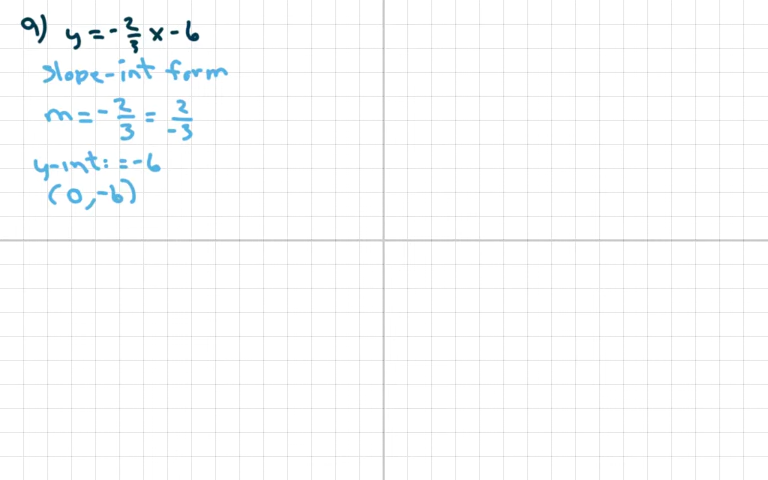 9) y = -2/3 x - 6
slope-int form
m = -2/3 = 2/-3
y-int: = -6
(0, -6)